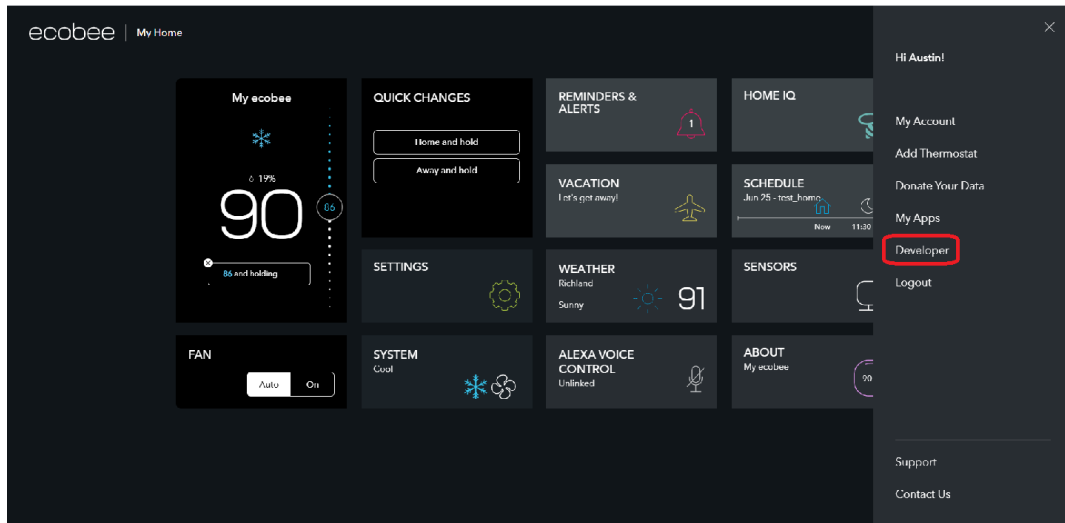 ecobee | My Home
Hi Austin!
My ecobee
19%
90
86
86 and holding
FAN
Auto
On
QUICK CHANGES
Home and hold
Away and hold
SETTINGS
SYSTEM
Cool
REMINDERS &
ALERTS
1
VACATION
Let's get away!
WEATHER
Richland
Sunny
91
ALEXA VOICE
CONTROL
Unlinked
HOME IQ
SCHEDULE
Jun 25 - test_home
Now
11:30
SENSORS
ABOUT
My ecobee
90
My Account
Add Thermostat
Donate Your Data
My Apps
Developer
Logout
Support
Contact Us